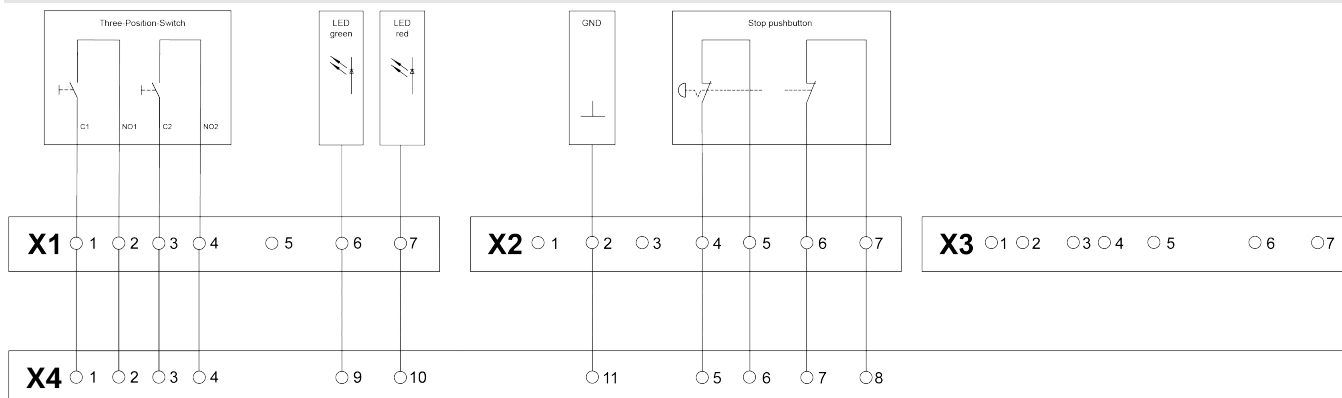 Three-Position-Switch
LED
green
LED
red
GND
Stop pushbutton
C1 NO1 C2 NO2
X1 1 2 3 4 5 6 7
X2 1 2 3 4 5 6 7
X3 1 2 3 4 5 6 7
X4 1 2 3 4 9 10 11 5 6 7 8